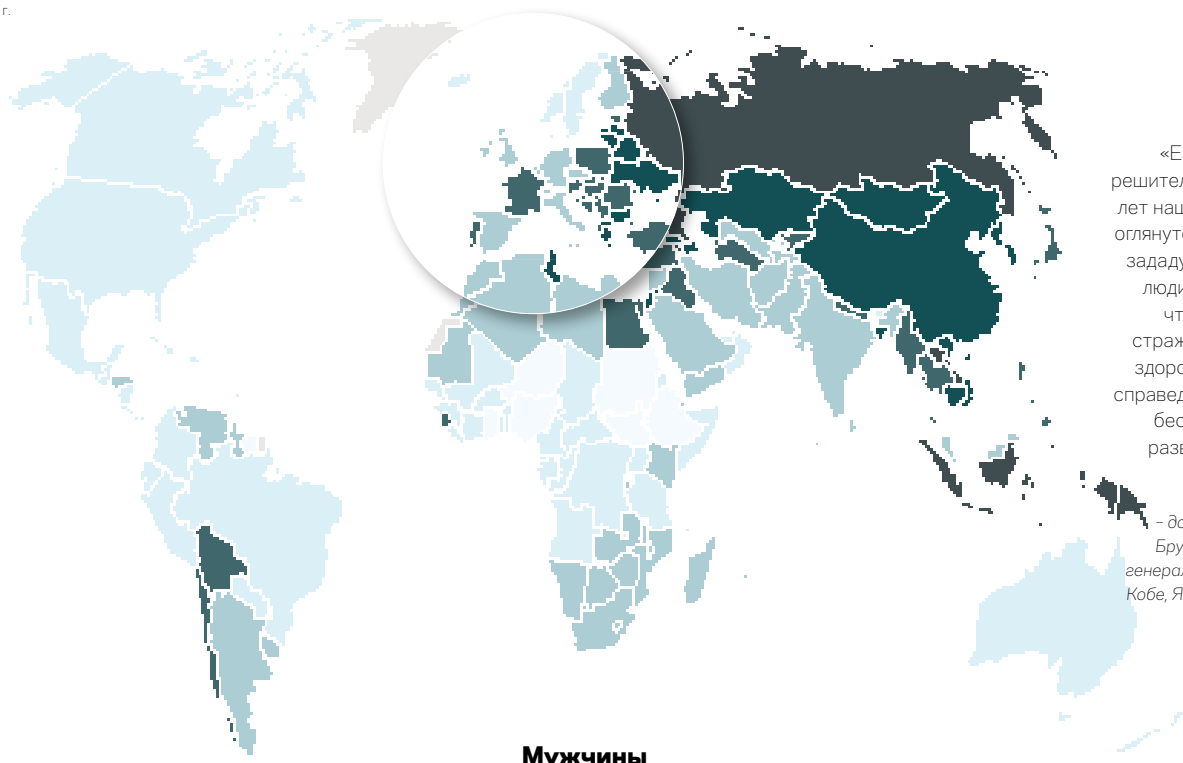 г.
«Е
решител
лет наш
оглянуто
зададу
люди
чт
страж
здоро
справед
бес
разв
- до
Бру
генерал
Кобе, Я
Мужчины